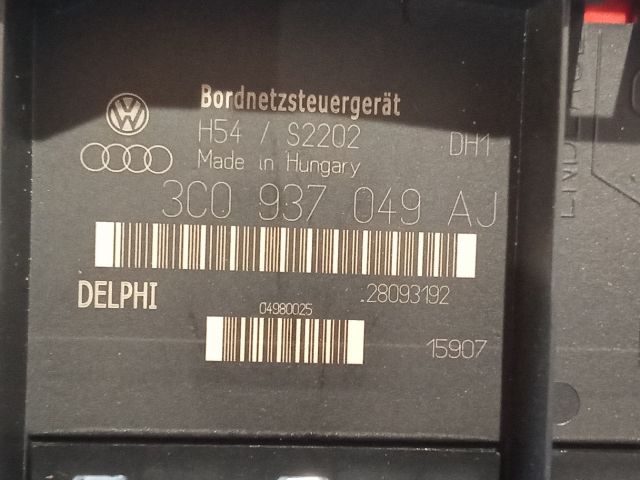 Bordnetzsteuergerät
H54 / S2202 DH1
Made in Hungary
3C0 937 049 AJ
DELPHI .28093192
04980025
15907